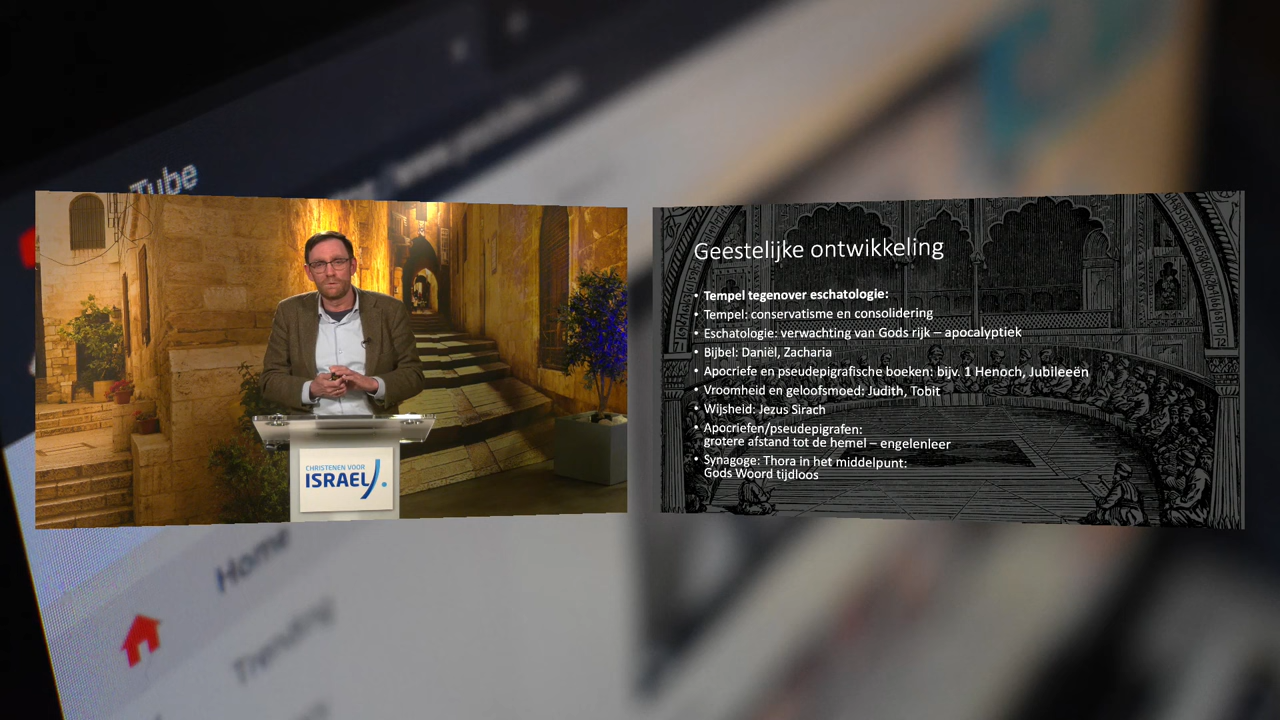 Tube
CHRISTENEN VOOR
ISRAEL
Geestelijke ontwikkeling
• Tempel tegenover eschatologie:
• Tempel: conservatisme en consolidering
• Eschatologie: verwachting van Gods rijk – apocalyptiek
• Bijbel: Daniël, Zacharia
• Apocriefe en pseudepigrafische boeken: bijv. 1 Henoch, Jubileeën
• Vroomheid en geloofsmoed: Judith, Tobit
• Wijsheid: Jezus Sirach
• Apocriefen/pseudepigrafen:
grotere afstand tot de hemel – engelenleer
• Synagoge: Thora in het middelpunt:
Gods Woord tijdloos
72
Home
Trending